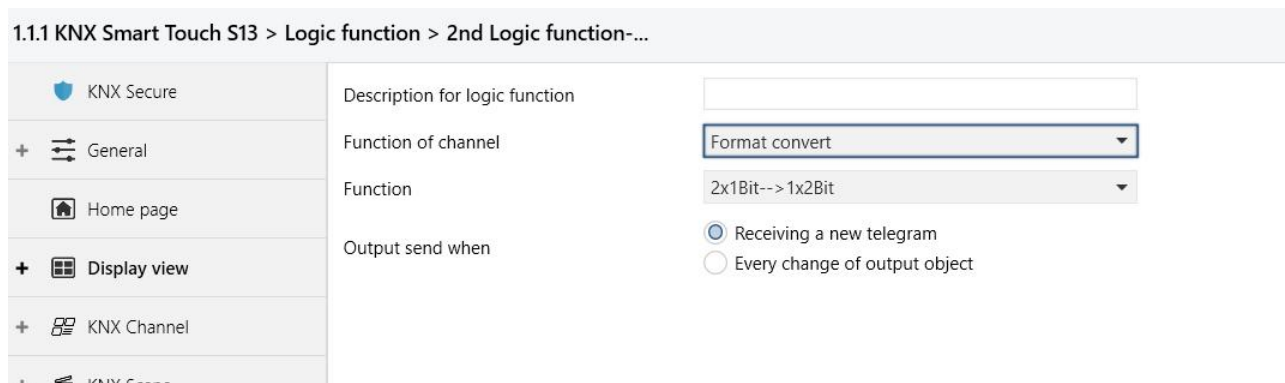 1.1.1 KNX Smart Touch S13 > Logic function > 2nd Logic function-...
KNX Secure
+ General
Home page
+ Display view
+ KNX Channel
+ KNX Scene
Description for logic function
Function of channel Format convert
Function 2x1Bit-->1x2Bit
Output send when
Receiving a new telegram
Every change of output object